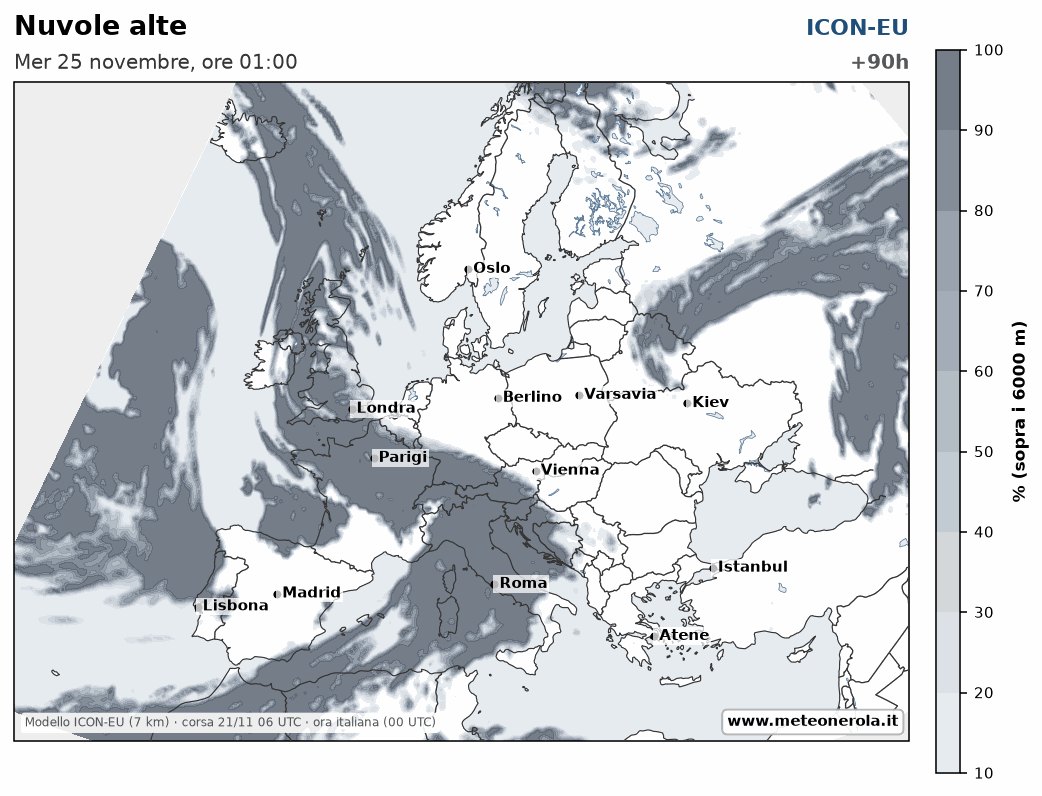 Nuvole alte
ICON-EU
Mer 25 novembre, ore 01:00
+90h
100
90
80
70
60
50
40
30
20
10
% (sopra i 6000 m)
Oslo
Londra
Berlino
Varsavia
Kiev
Parigi
Vienna
Istanbul
Roma
Madrid
Lisbona
Atene
Modello ICON-EU (7 km) · corsa 21/11 06 UTC · ora italiana (00 UTC)
www.meteonerola.it